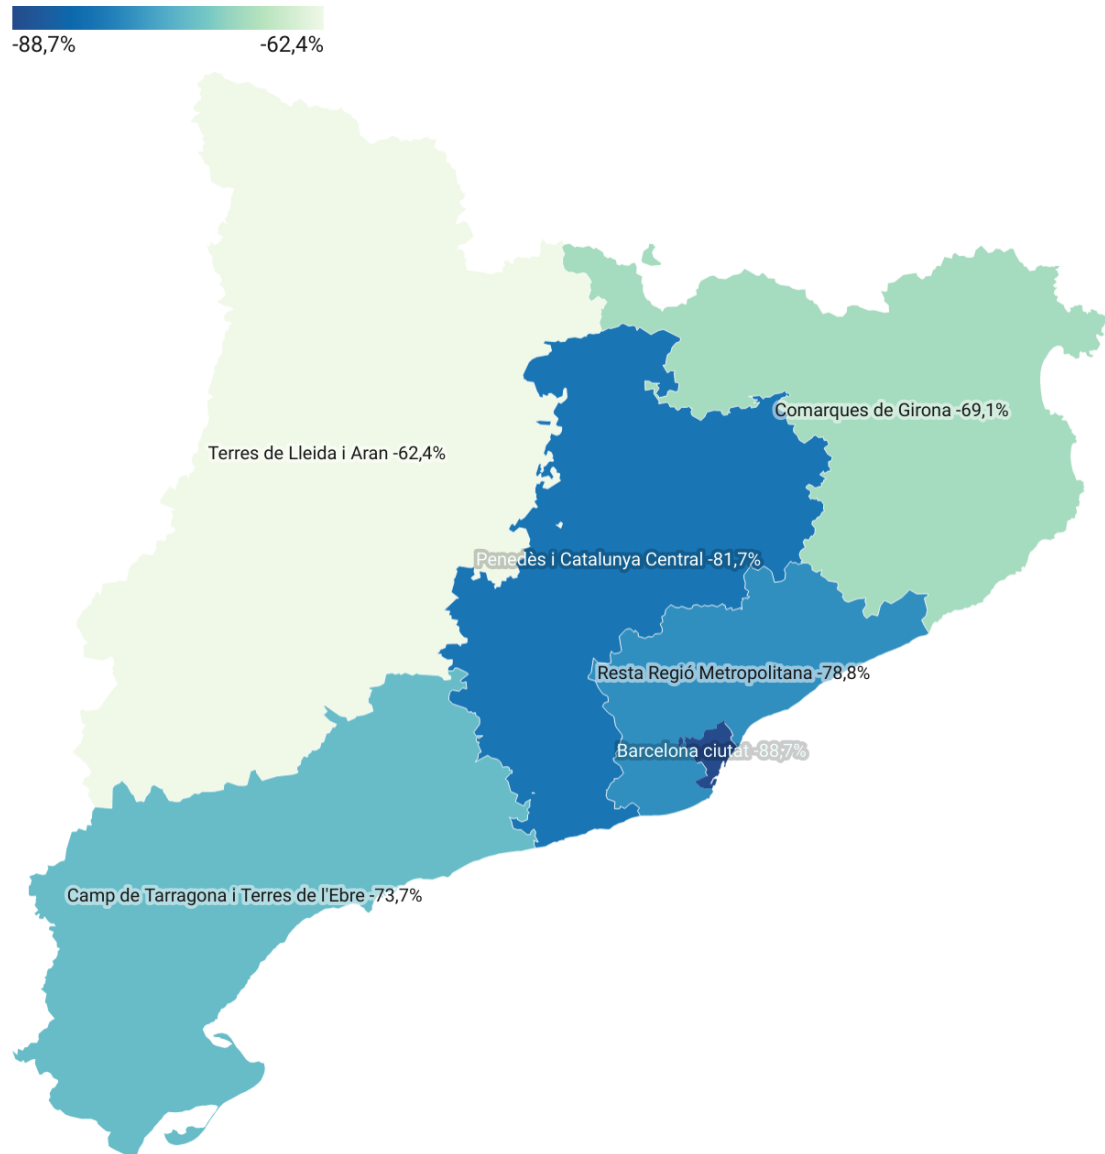 -88,7%
-62,4%
Comarques de Girona -69,1%
Terres de Lleida i Aran -62,4%
Penedès i Catalunya Central -81,7%
Resta Regió Metropolitana -78,8%
Barcelona ciutat -88,7%
Camp de Tarragona i Terres de l'Ebre -73,7%